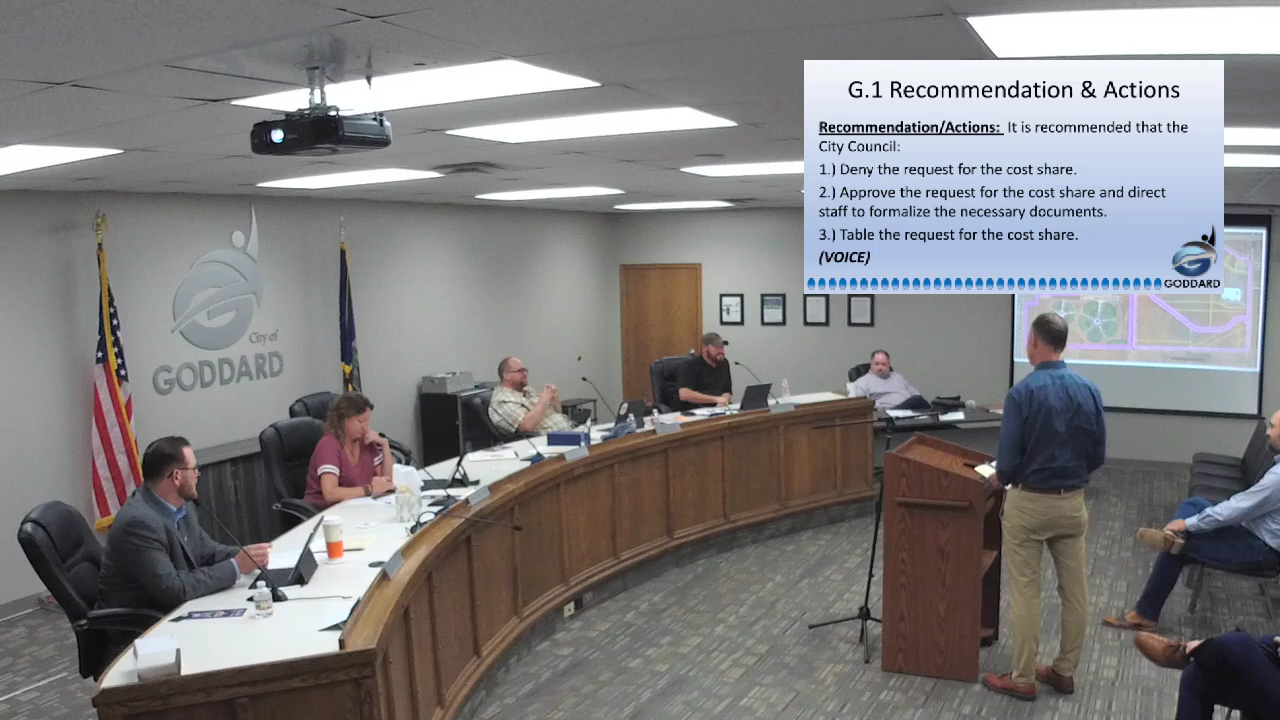 G.1 Recommendation & Actions
Recommendation/Actions: It is recommended that the
City Council:
1.) Deny the request for the cost share.
2.) Approve the request for the cost share and direct
staff to formalize the necessary documents.
3.) Table the request for the cost share.
(VOICE)
GODDARD
City of
GODDARD